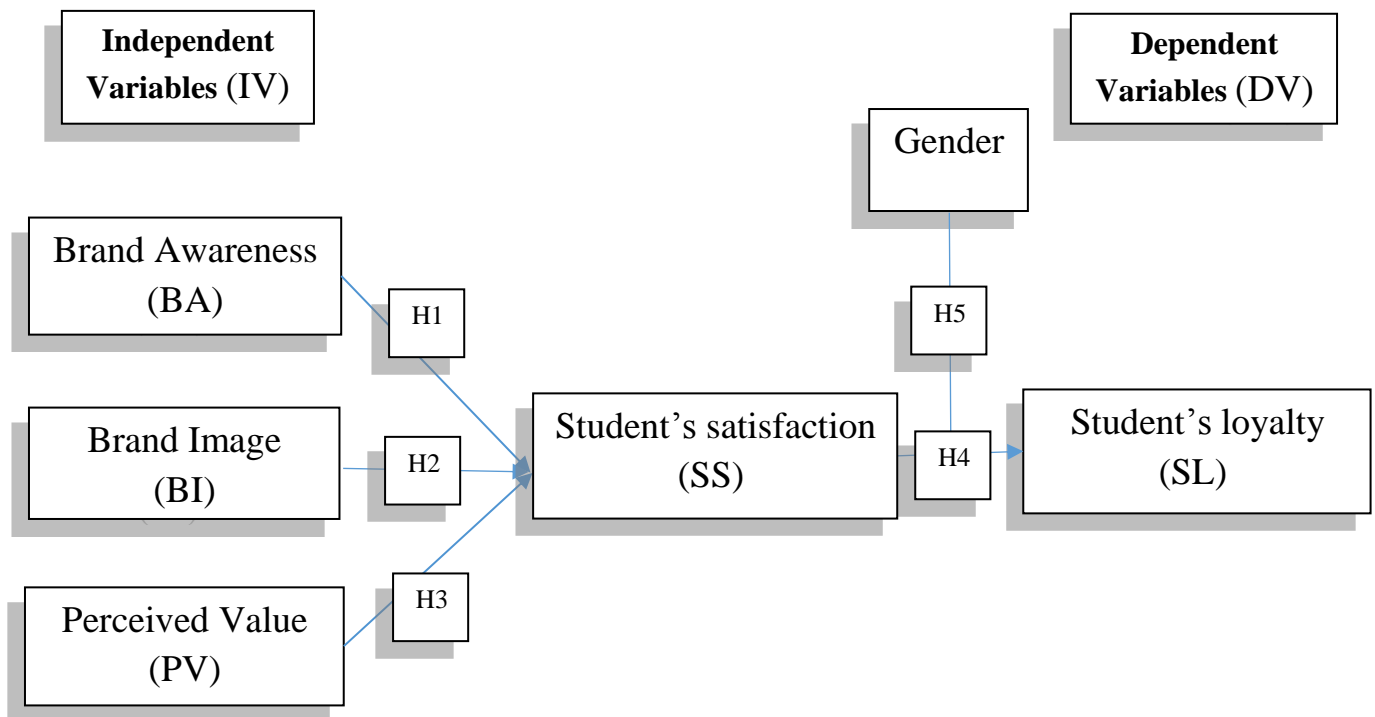 Independent
Variables (IV)
Dependent
Variables (DV)
Gender
Brand Awareness
(BA)
H1
H5
Brand Image
(BI)
H2
Student’s satisfaction
(SS)
H4
Student’s loyalty
(SL)
H3
Perceived Value
(PV)